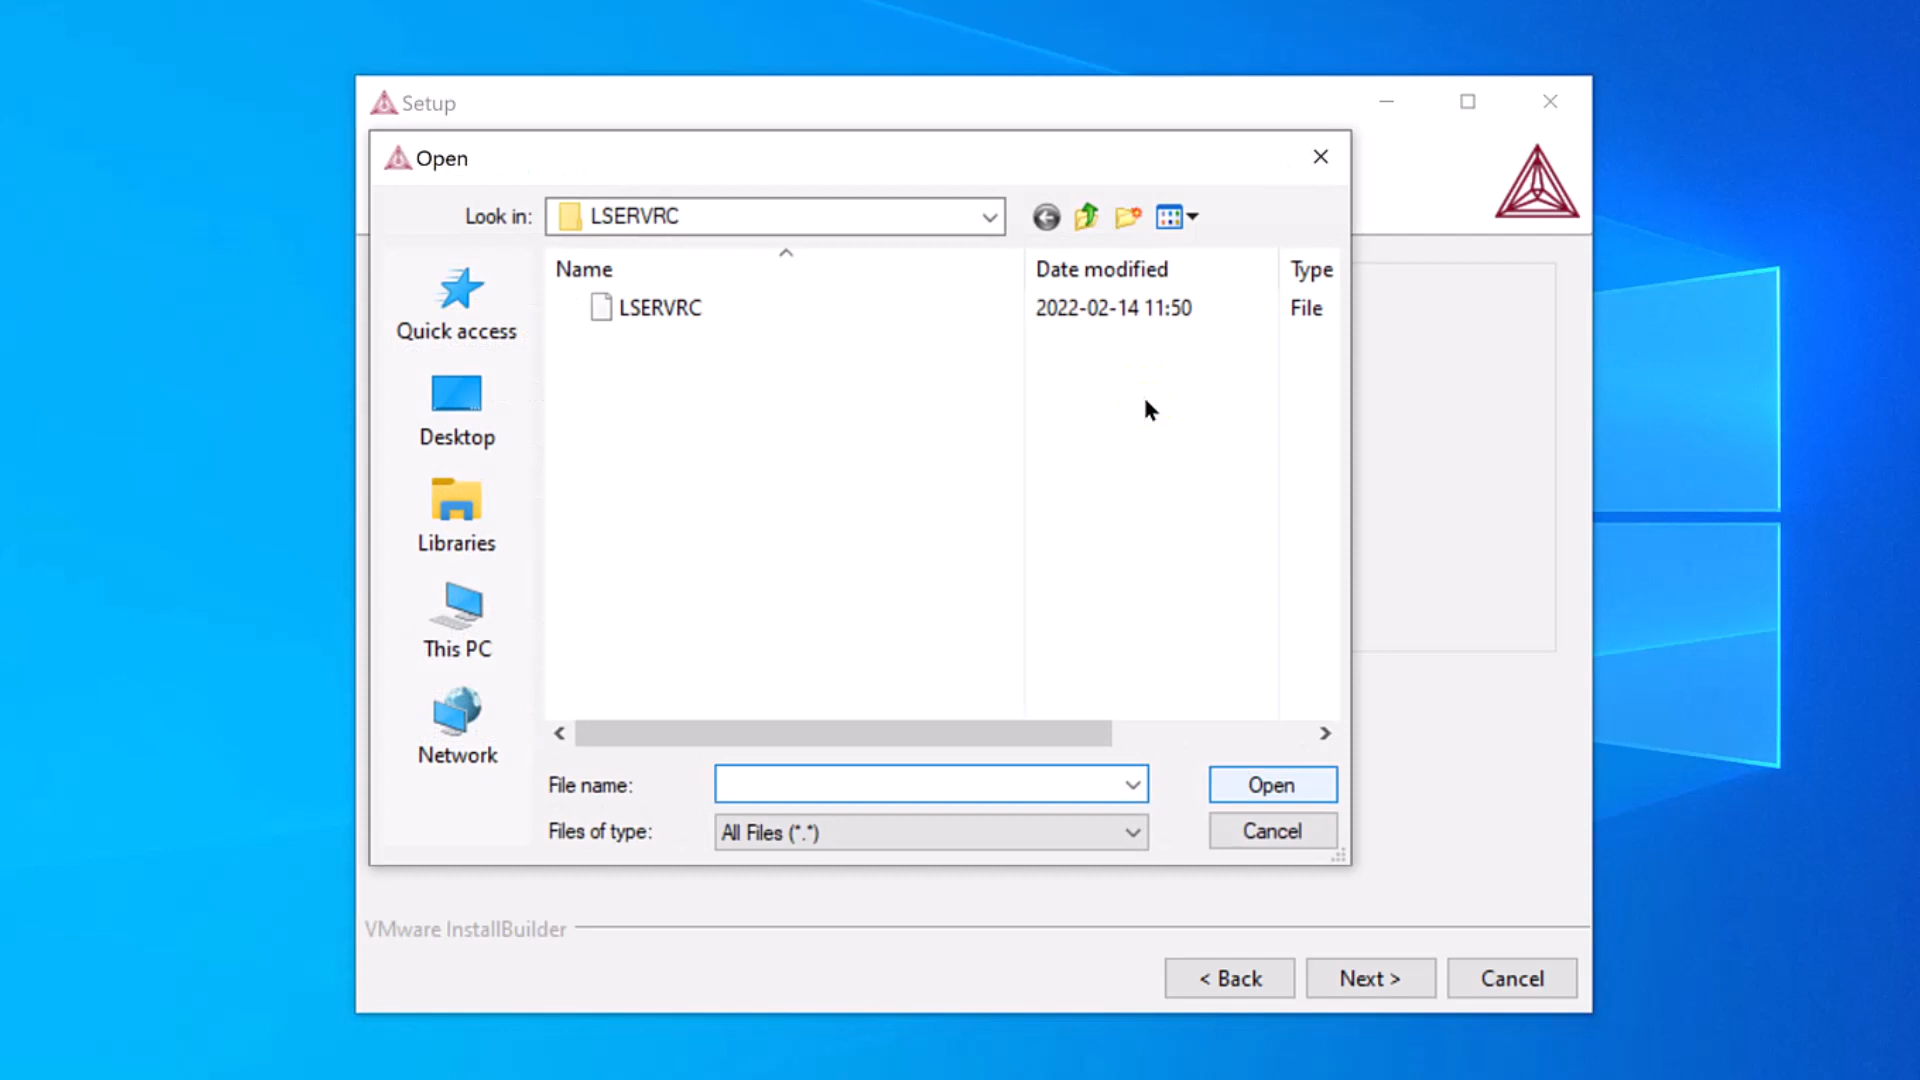 Setup
Open
Look in: LSERVRC
Name Date modified Type
LSERVRC 2022-02-14 11:50 File
Quick access
Desktop
Libraries
This PC
Network
File name: Open
Files of type: All Files (*.*) Cancel
VMware InstallBuilder
< Back Next > Cancel